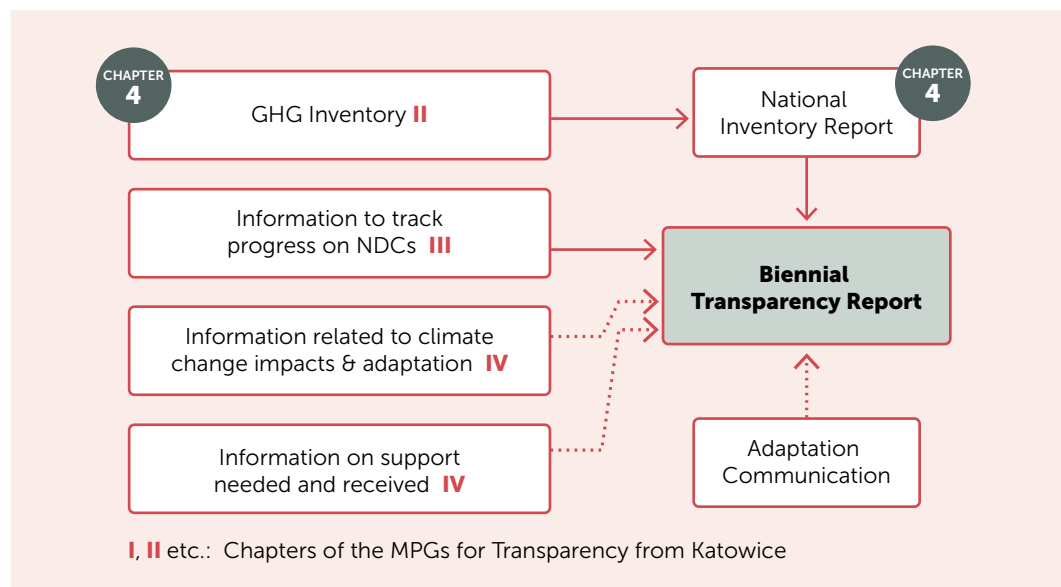 CHAPTER
4
GHG Inventory II
National
Inventory Report
CHAPTER
4
Information to track
progress on NDCs III
Biennial
Transparency Report
Information related to climate
change impacts & adaptation IV
Information on support
needed and received IV
Adaptation
Communication
I, II etc.: Chapters of the MPGs for Transparency from Katowice